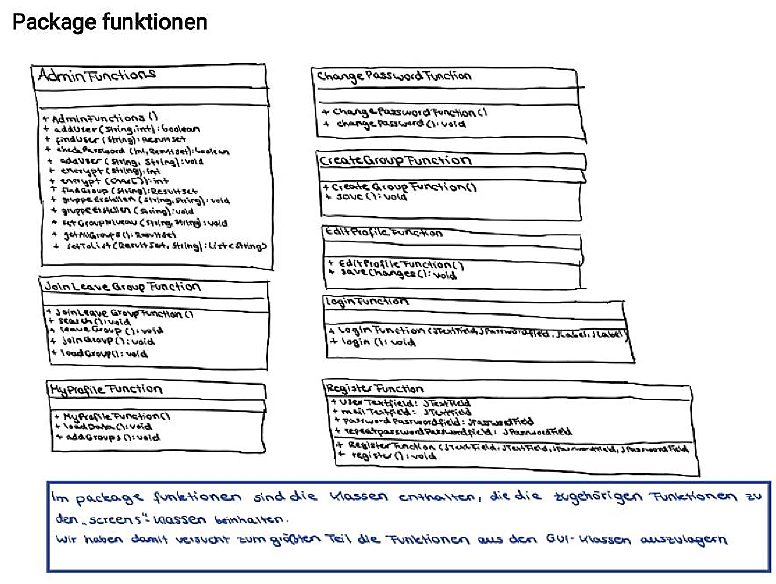 Package funktionen
AdminFunctions
+ AdminFunctions ()
+ addUser (String, int): boolean
+ findUser (String): ResultSet
+ checkPassword (int, ResultSet): boolean
+ addUser (String, String): void
+ encrypt (String): int
+ encrypt (char[]): int
+ findGroup (String): ResultSet
+ gruppeErstellen (String, String): void
+ gruppeErstellen (String): void
+ setGroupNiveau (String, String): void
+ getAllGroups (): ResultSet
+ setToList (ResultSet, String): List<String>
JoinLeaveGroupFunction
+ JoinLeaveGroupFunction ()
+ search (): void
+ leaveGroup (): void
+ joinGroup (): void
+ loadGroup (): void
MyProfileFunction
+ MyProfileFunction()
+ loadData(): void
+ addGroups (): void
ChangePasswordFunction
+ ChangePasswordFunction ()
+ changePassword (): void
CreateGroupFunction
+ CreateGroupFunction()
+ save (): void
EditProfileFunction
+ EditProfileFunction()
+ saveChanges (): void
LoginFunction
+ LoginFunction (JTextField, JPasswordField, JLabel, JLabel)
+ login (): void
RegisterFunction
+ userTextfield: JTextField
+ mailTextfield: JTextField
+ passwordPasswordfield: JPasswordField
+ repeatpasswordPasswordfield: JPasswordField
+ RegisterFunction (JTextField, JTextField, JPasswordField, JPasswordField
+ register (): void
Im package funktionen sind die Klassen enthalten, die die zugehörigen Funktionen zu
den „screens"-Klassen beinhalten.
Wir haben damit versucht zum größten Teil die Funktionen aus den GUI-Klassen auszulagern